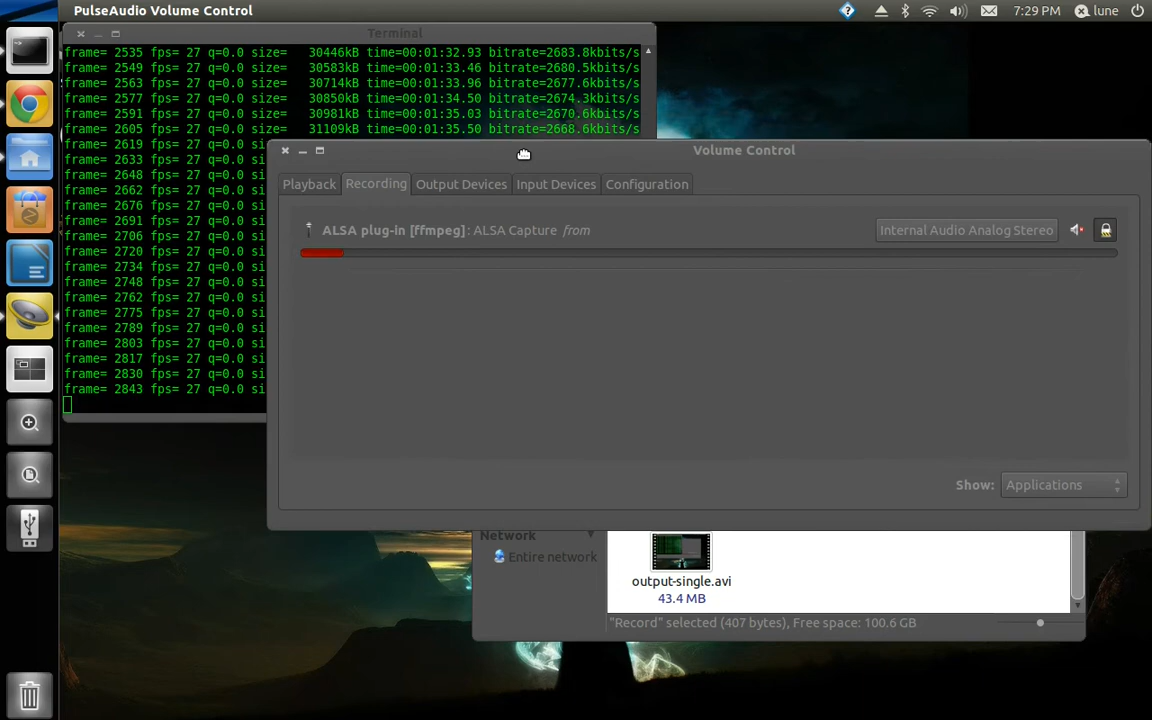 PulseAudio Volume Control
7:29 PM
lune
Terminal
frame= 2535 fps= 27 q=0.0 size=   30446kB time=00:01:32.93 bitrate=2683.8kbits/s
frame= 2549 fps= 27 q=0.0 size=   30583kB time=00:01:33.46 bitrate=2680.5kbits/s
frame= 2563 fps= 27 q=0.0 size=   30714kB time=00:01:33.96 bitrate=2677.6kbits/s
frame= 2577 fps= 27 q=0.0 size=   30850kB time=00:01:34.50 bitrate=2674.3kbits/s
frame= 2591 fps= 27 q=0.0 size=   30981kB time=00:01:35.03 bitrate=2670.6kbits/s
frame= 2605 fps= 27 q=0.0 size=   31109kB time=00:01:35.50 bitrate=2668.6kbits/s
frame= 2619 fps= 27 q=0.0 si
frame= 2633 fps= 27 q=0.0 si
frame= 2648 fps= 27 q=0.0 si
frame= 2662 fps= 27 q=0.0 si
frame= 2676 fps= 27 q=0.0 si
frame= 2691 fps= 27 q=0.0 si
frame= 2706 fps= 27 q=0.0 si
frame= 2720 fps= 27 q=0.0 si
frame= 2734 fps= 27 q=0.0 si
frame= 2748 fps= 27 q=0.0 si
frame= 2762 fps= 27 q=0.0 si
frame= 2775 fps= 27 q=0.0 si
frame= 2789 fps= 27 q=0.0 si
frame= 2803 fps= 27 q=0.0 si
frame= 2817 fps= 27 q=0.0 si
frame= 2830 fps= 27 q=0.0 si
frame= 2843 fps= 27 q=0.0 si
Volume Control
Playback Recording Output Devices Input Devices Configuration
ALSA plug-in [ffmpeg]: ALSA Capture from
Internal Audio Analog Stereo
Show: Applications
Network
Entire network
output-single.avi
43.4 MB
"Record" selected (407 bytes), Free space: 100.6 GB